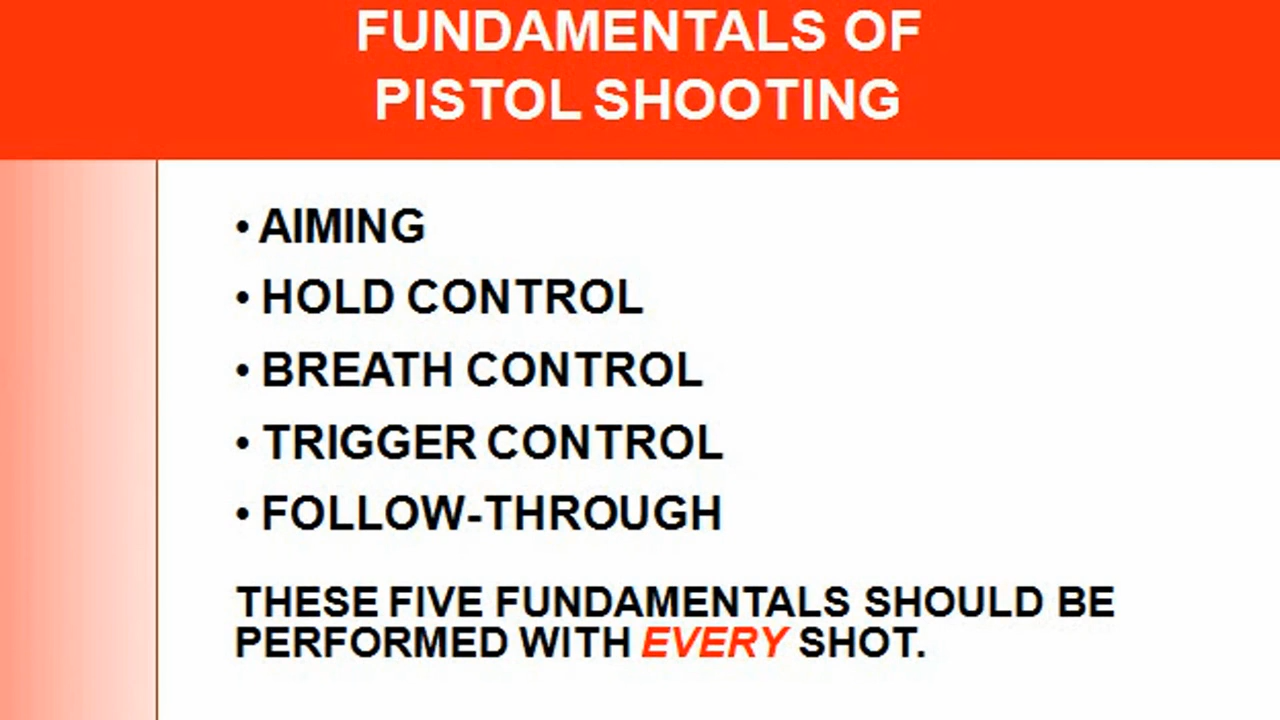 FUNDAMENTALS OF
PISTOL SHOOTING
• AIMING
• HOLD CONTROL
• BREATH CONTROL
• TRIGGER CONTROL
• FOLLOW-THROUGH
THESE FIVE FUNDAMENTALS SHOULD BE
PERFORMED WITH EVERY SHOT.